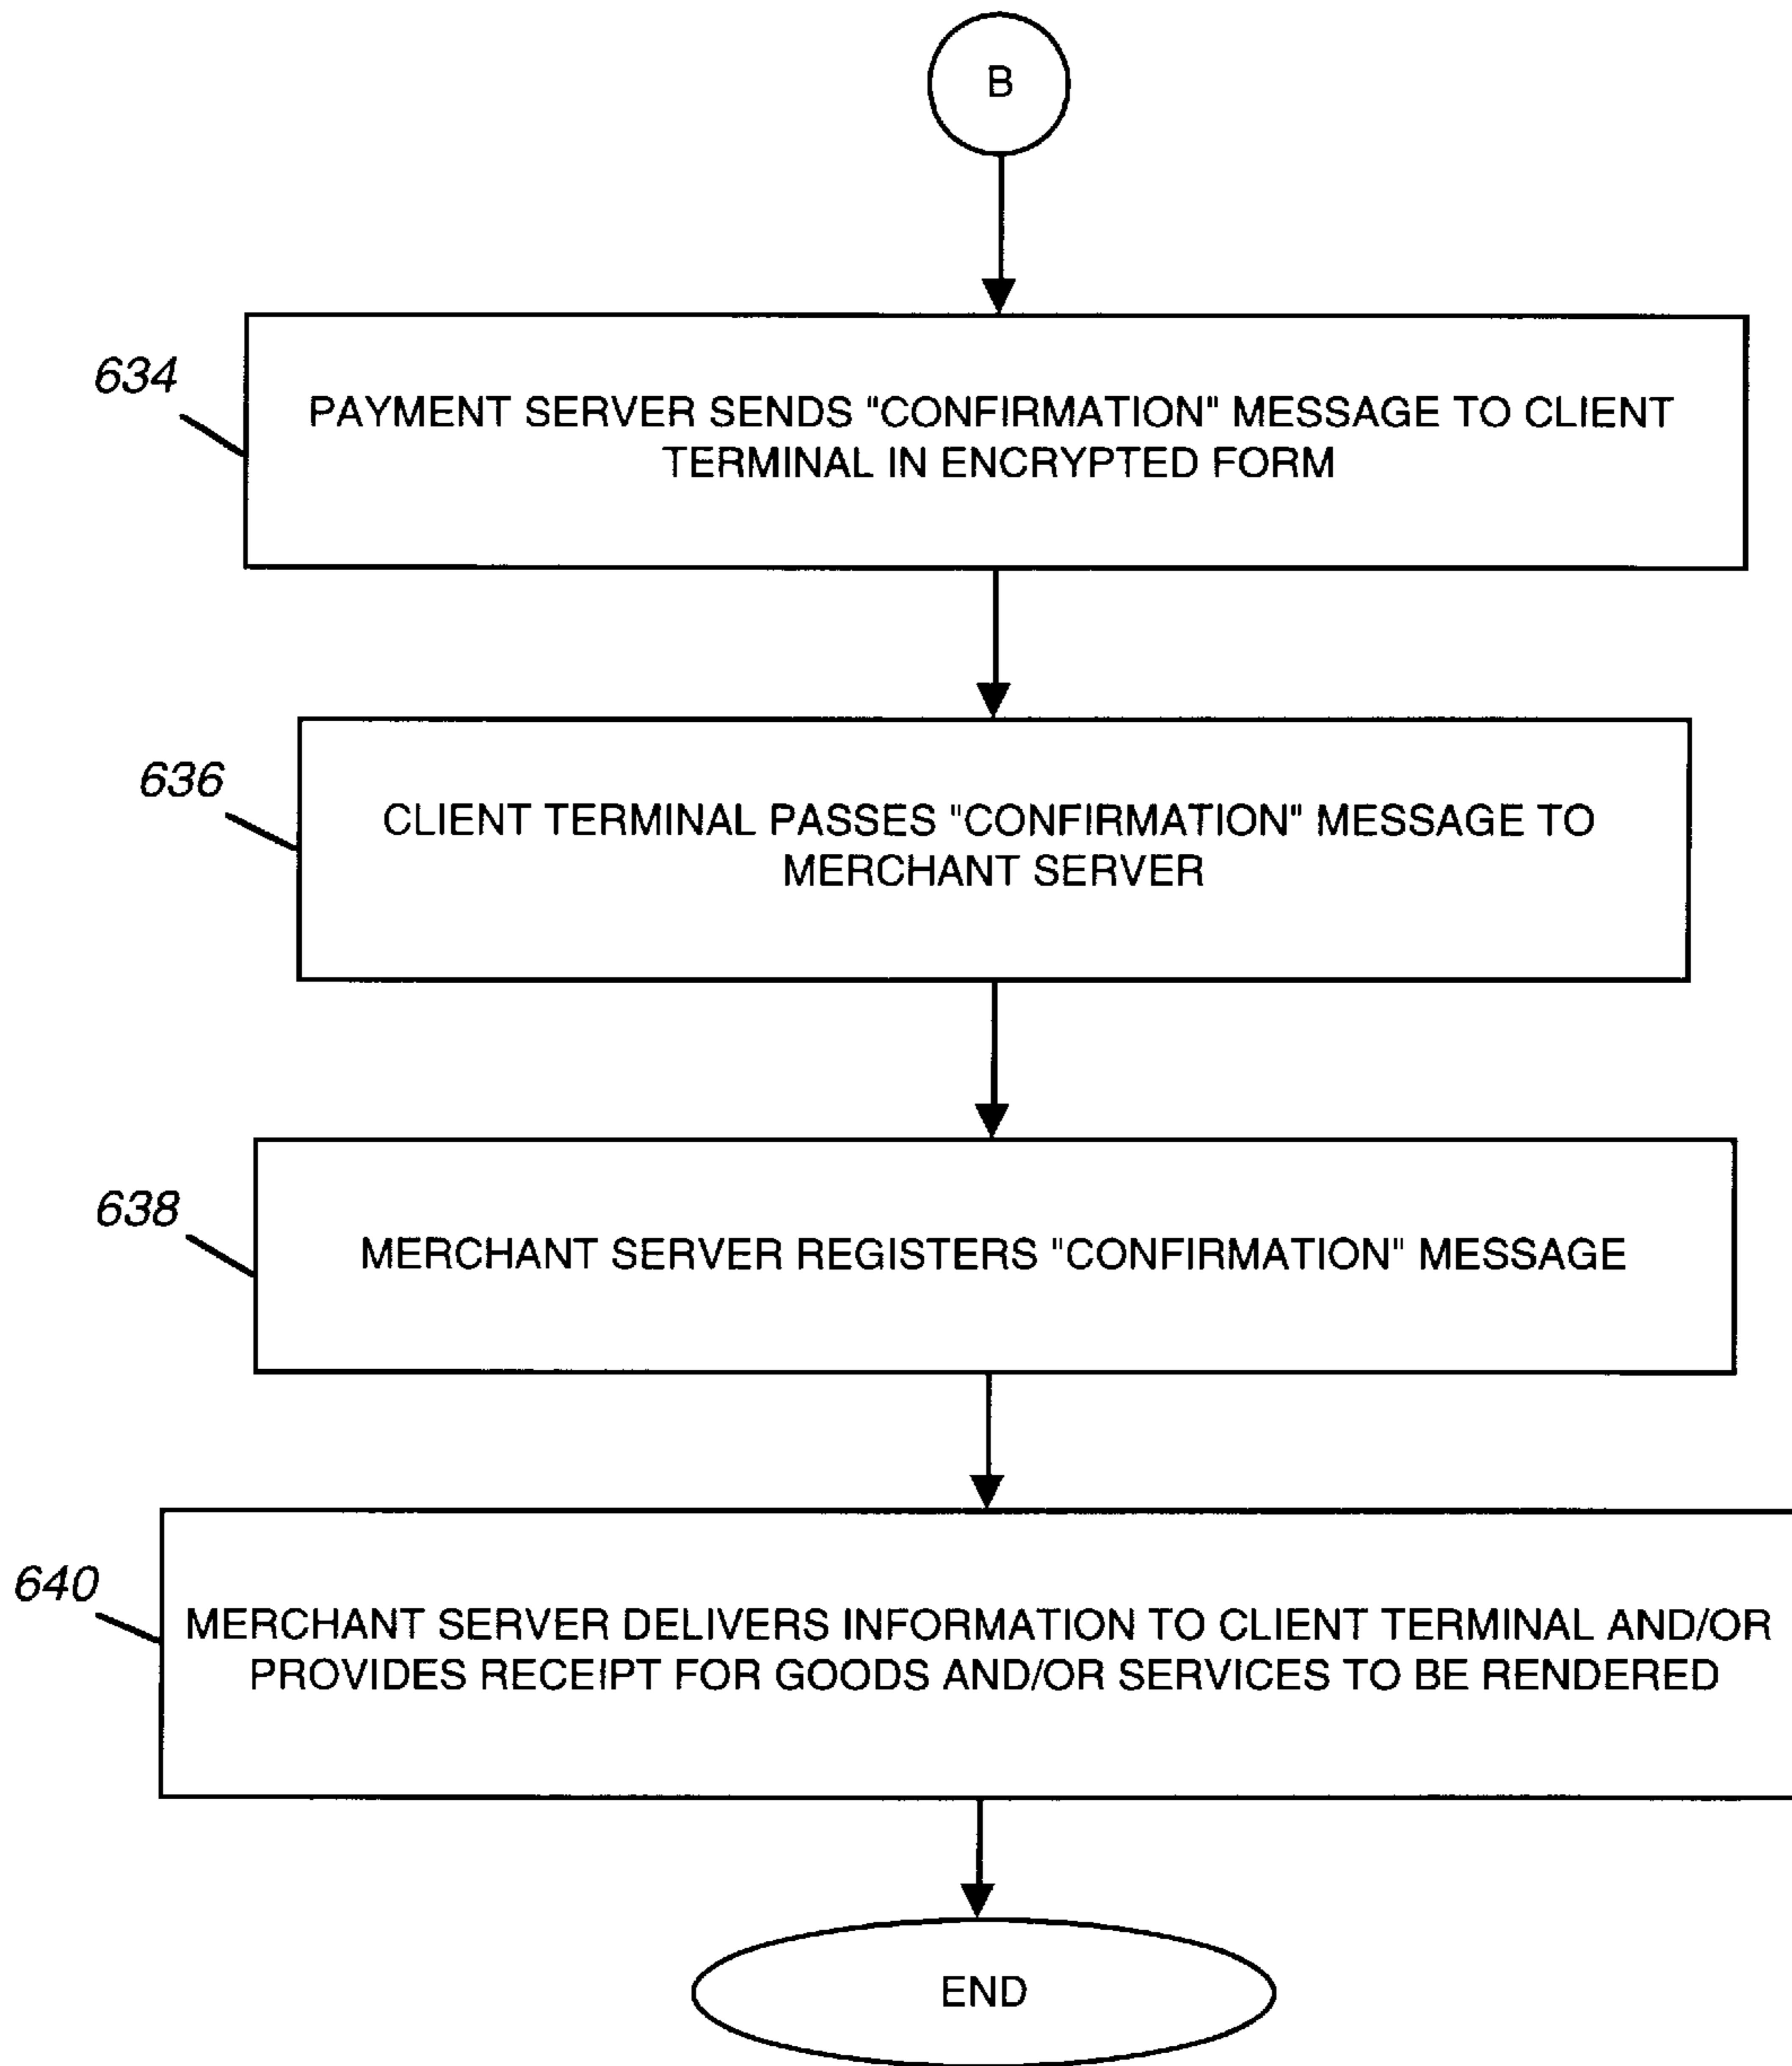 B
634
PAYMENT SERVER SENDS "CONFIRMATION" MESSAGE TO CLIENT
TERMINAL IN ENCRYPTED FORM
636
CLIENT TERMINAL PASSES "CONFIRMATION" MESSAGE TO
MERCHANT SERVER
638
MERCHANT SERVER REGISTERS "CONFIRMATION" MESSAGE
640
MERCHANT SERVER DELIVERS INFORMATION TO CLIENT TERMINAL AND/OR
PROVIDES RECEIPT FOR GOODS AND/OR SERVICES TO BE RENDERED
END